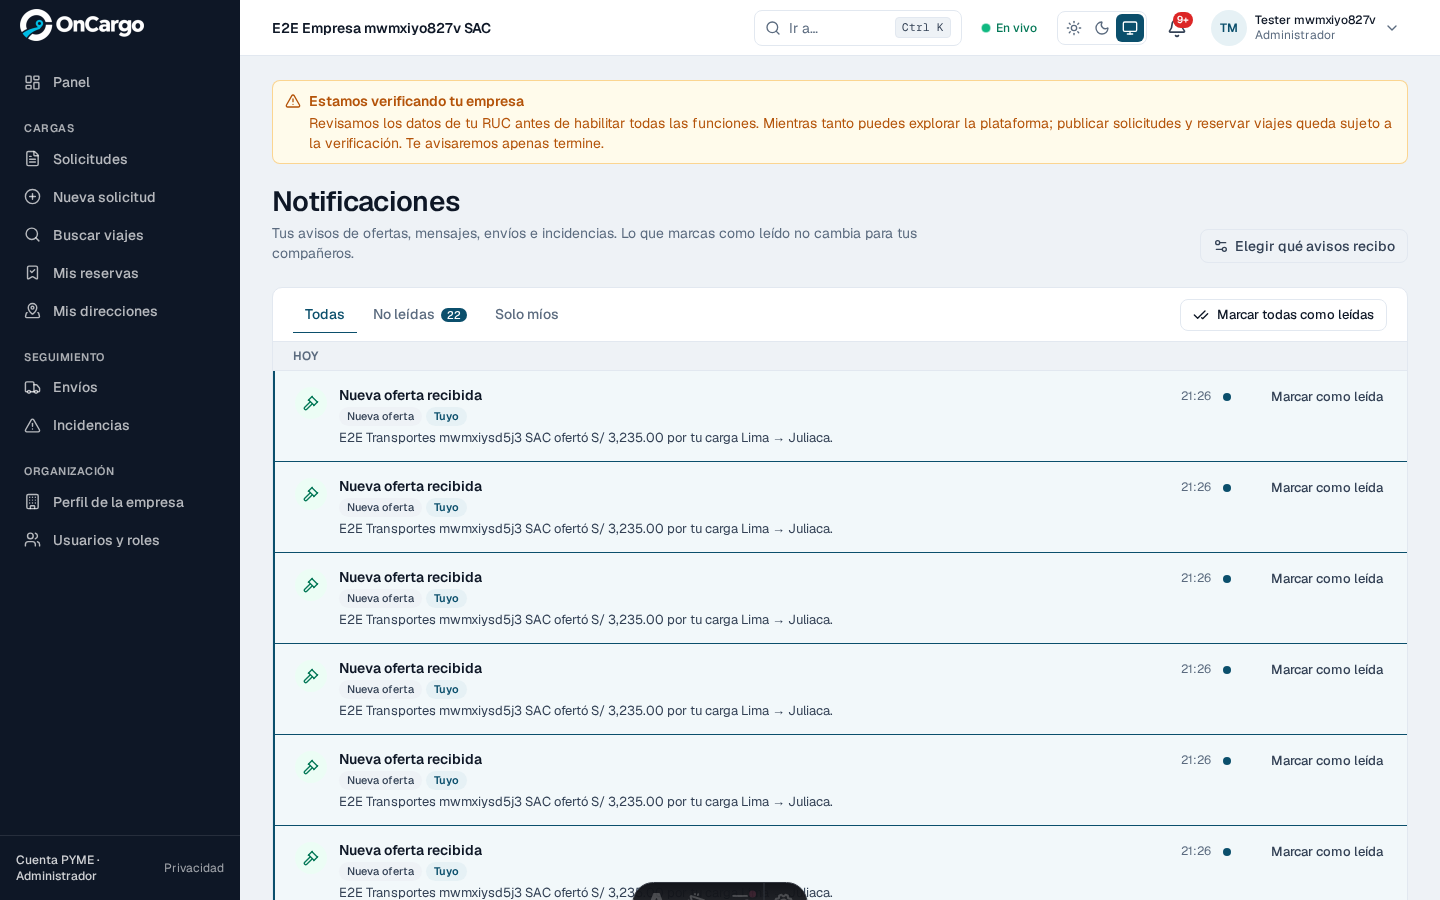 OnCargo
E2E Empresa mwmxiyo827v SAC
Ir a...
Ctrl K
En vivo
9+
TM
Tester mwmxiyo827v
Administrador
Panel
CARGAS
Solicitudes
Nueva solicitud
Buscar viajes
Mis reservas
Mis direcciones
SEGUIMIENTO
Envíos
Incidencias
ORGANIZACIÓN
Perfil de la empresa
Usuarios y roles
Cuenta PYME ·
Administrador
Privacidad
Estamos verificando tu empresa
Revisamos los datos de tu RUC antes de habilitar todas las funciones. Mientras tanto puedes explorar la plataforma; publicar solicitudes y reservar viajes queda sujeto a
la verificación. Te avisaremos apenas termine.
Notificaciones
Tus avisos de ofertas, mensajes, envíos e incidencias. Lo que marcas como leído no cambia para tus
compañeros.
Elegir qué avisos recibo
Todas
No leídas 22
Solo míos
Marcar todas como leídas
HOY
Nueva oferta recibida
21:26
Marcar como leída
Nueva oferta Tuyo
E2E Transportes mwmxiysd5j3 SAC ofertó S/ 3,235.00 por tu carga Lima → Juliaca.
Nueva oferta recibida
21:26
Marcar como leída
Nueva oferta Tuyo
E2E Transportes mwmxiysd5j3 SAC ofertó S/ 3,235.00 por tu carga Lima → Juliaca.
Nueva oferta recibida
21:26
Marcar como leída
Nueva oferta Tuyo
E2E Transportes mwmxiysd5j3 SAC ofertó S/ 3,235.00 por tu carga Lima → Juliaca.
Nueva oferta recibida
21:26
Marcar como leída
Nueva oferta Tuyo
E2E Transportes mwmxiysd5j3 SAC ofertó S/ 3,235.00 por tu carga Lima → Juliaca.
Nueva oferta recibida
21:26
Marcar como leída
Nueva oferta Tuyo
E2E Transportes mwmxiysd5j3 SAC ofertó S/ 3,235.00 por tu carga Lima → Juliaca.
Nueva oferta recibida
21:26
Marcar como leída
Nueva oferta Tuyo
E2E Transportes mwmxiysd5j3 SAC ofertó S/